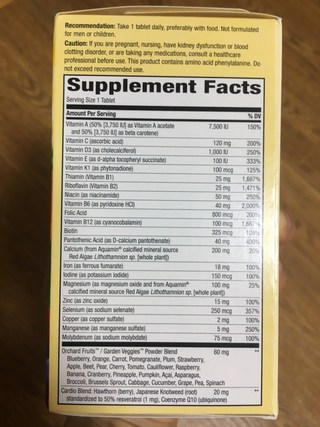 Recommendation: Take 1 tablet daily, preferably with food. Not formulated
for men or children.
Caution: If you are pregnant, nursing, have kidney dysfunction or blood
clotting disorder, or are taking any medications, consult a healthcare
professional before use. This product contains amino acid phenylalanine. Do
not exceed recommended use.
Supplement Facts
Serving Size 1 Tablet
Amount Per Serving % DV
Vitamin A (50% [3,750 IU] as Vitamin A acetate 7,500 IU 150%
and 50% [3,750 IU] as beta carotene)
Vitamin C (ascorbic acid) 120 mg 200%
Vitamin D3 (as cholecalciferol) 1,000 IU 250%
Vitamin E (as d-alpha tocopheryl succinate) 100 IU 333%
Vitamin K1 (as phytonadione) 100 mcg 125%
Thiamin (Vitamin B1) 25 mg 1,667%
Riboflavin (Vitamin B2) 25 mg 1,471%
Niacin (as niacinamide) 50 mg 250%
Vitamin B6 (as pyridoxine HCl) 40 mg 2,000%
Folic Acid 800 mcg 200%
Vitamin B12 (as cyanocobalamin) 100 mcg 1,667%
Biotin 325 mcg 108%
Pantothenic Acid (as D-calcium pantothenate) 40 mg 400%
Calcium (from Aquamin® calcified mineral source 200 mg 20%
Red Algae Lithothamnion sp. [whole plant])
Iron (as ferrous fumarate) 18 mg 100%
Iodine (as potassium iodide) 150 mcg 100%
Magnesium (as magnesium oxide and from Aquamin® 100 mg 25%
calcified mineral source Red Algae Lithothamnion sp. [whole plant])
Zinc (as zinc oxide) 15 mg 100%
Selenium (as sodium selenate) 250 mcg 357%
Copper (as copper sulfate) 2 mg 100%
Manganese (as manganese sulfate) 5 mg 250%
Molybdenum (as sodium molybdate) 75 mcg 100%
Orchard Fruits™ / Garden Veggies™ Powder Blend 60 mg **
Blueberry, Orange, Carrot, Pomegranate, Plum, Strawberry,
Apple, Beet, Pear, Cherry, Tomato, Cauliflower, Raspberry,
Banana, Cranberry, Pineapple, Pumpkin, Açai, Asparagus,
Broccoli, Brussels Sprout, Cabbage, Cucumber, Grape, Pea, Spinach
Cardio Blend: Hawthorn (berry), Japanese Knotweed (root) 20 mg **
standardized to 50% resveratrol (1 mg), Coenzyme Q10 (ubiquinone)